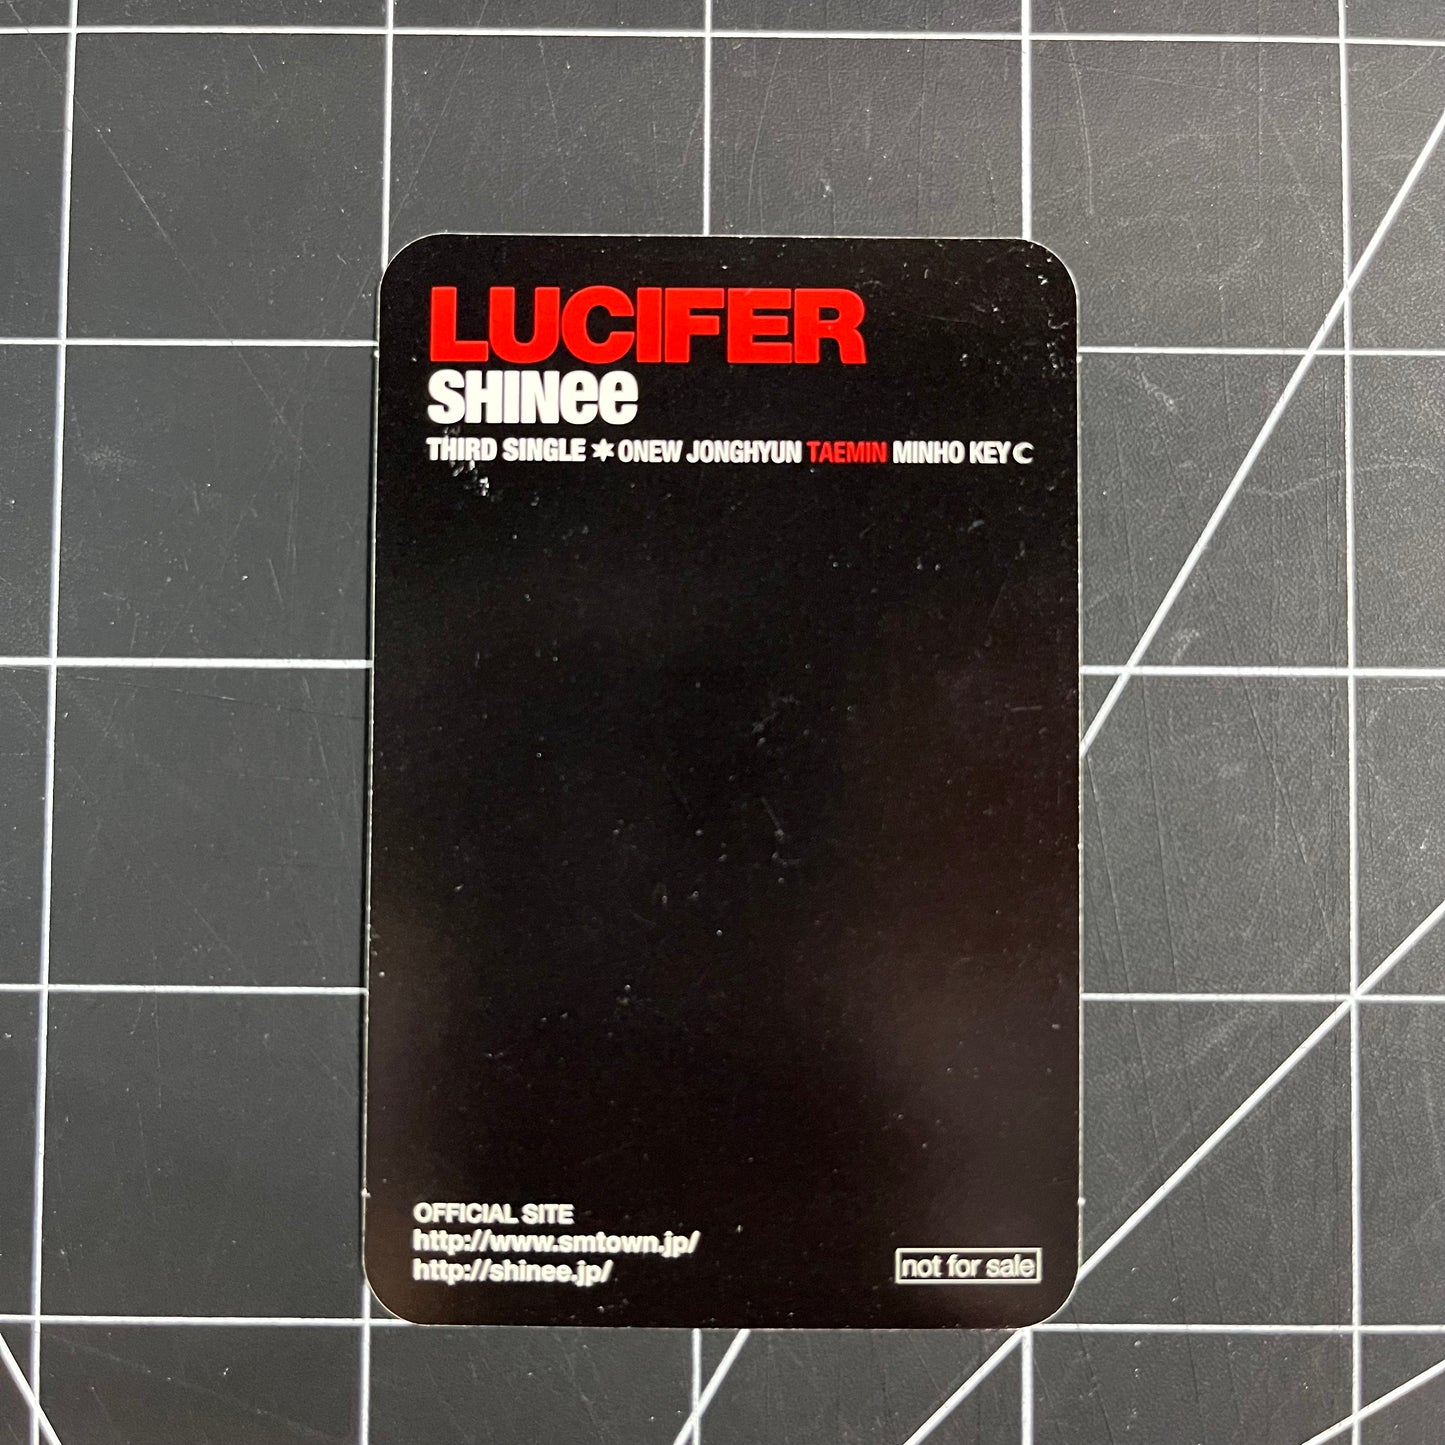 LUCIFER
SHINee
THIRD SINGLE * ONEW JONGHYUN TAEMIN MINHO KEY
OFFICIAL SITE
http://www.smtown.jp/
http://shinee.jp/
not for sale